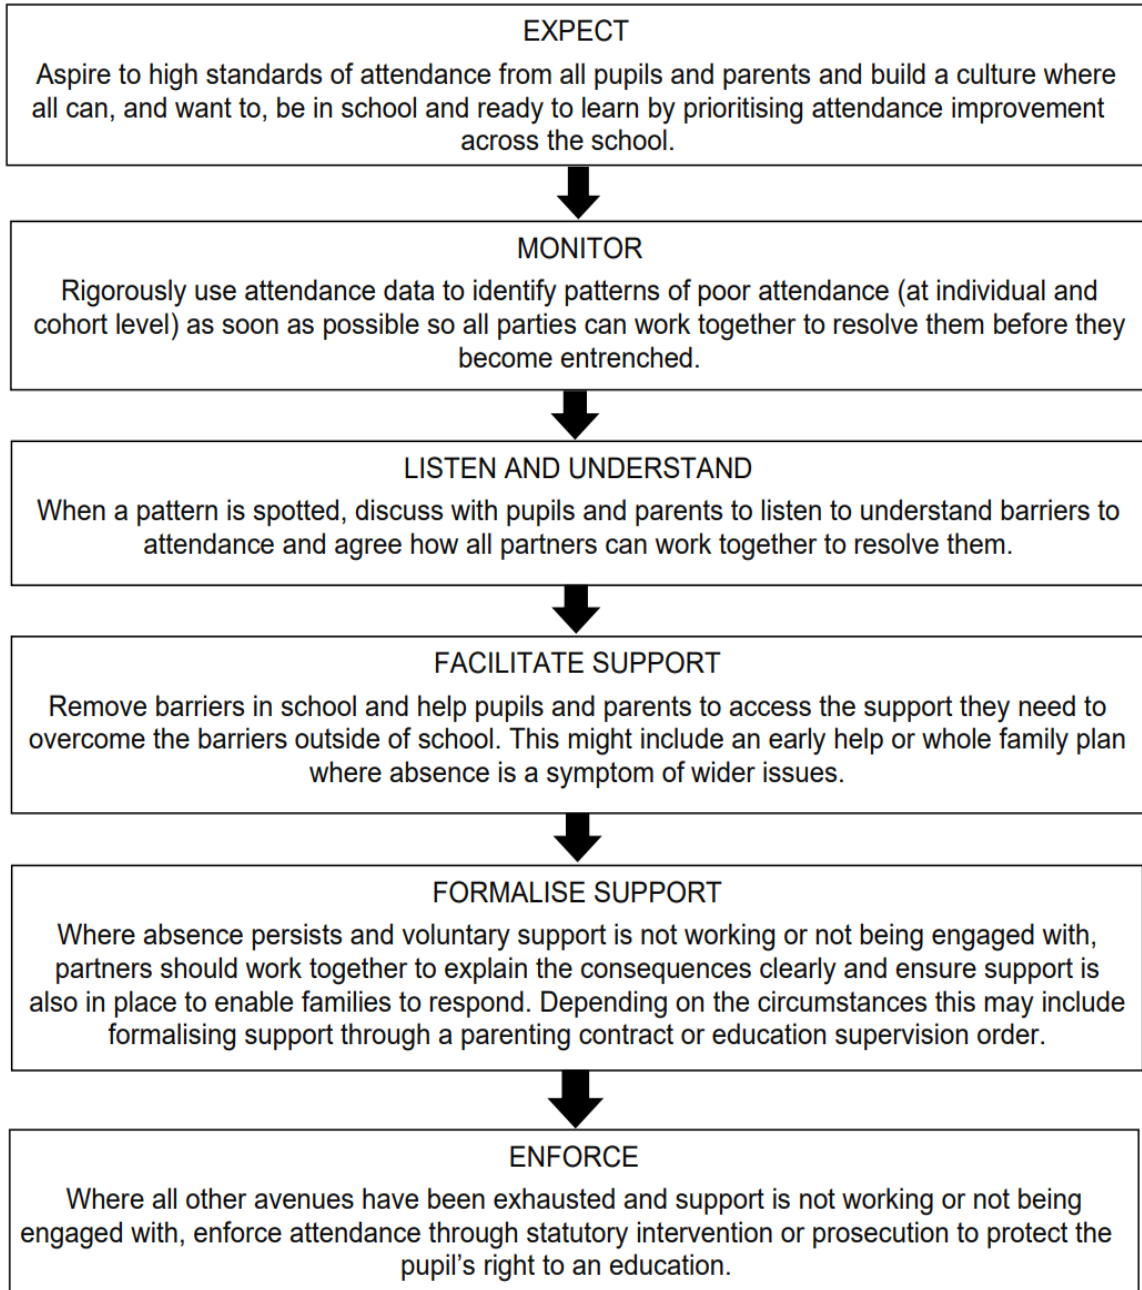 EXPECT
Aspire to high standards of attendance from all pupils and parents and build a culture where
all can, and want to, be in school and ready to learn by prioritising attendance improvement
across the school.
MONITOR
Rigorously use attendance data to identify patterns of poor attendance (at individual and
cohort level) as soon as possible so all parties can work together to resolve them before they
become entrenched.
LISTEN AND UNDERSTAND
When a pattern is spotted, discuss with pupils and parents to listen to understand barriers to
attendance and agree how all partners can work together to resolve them.
FACILITATE SUPPORT
Remove barriers in school and help pupils and parents to access the support they need to
overcome the barriers outside of school. This might include an early help or whole family plan
where absence is a symptom of wider issues.
FORMALISE SUPPORT
Where absence persists and voluntary support is not working or not being engaged with,
partners should work together to explain the consequences clearly and ensure support is
also in place to enable families to respond. Depending on the circumstances this may include
formalising support through a parenting contract or education supervision order.
ENFORCE
Where all other avenues have been exhausted and support is not working or not being
engaged with, enforce attendance through statutory intervention or prosecution to protect the
pupil's right to an education.